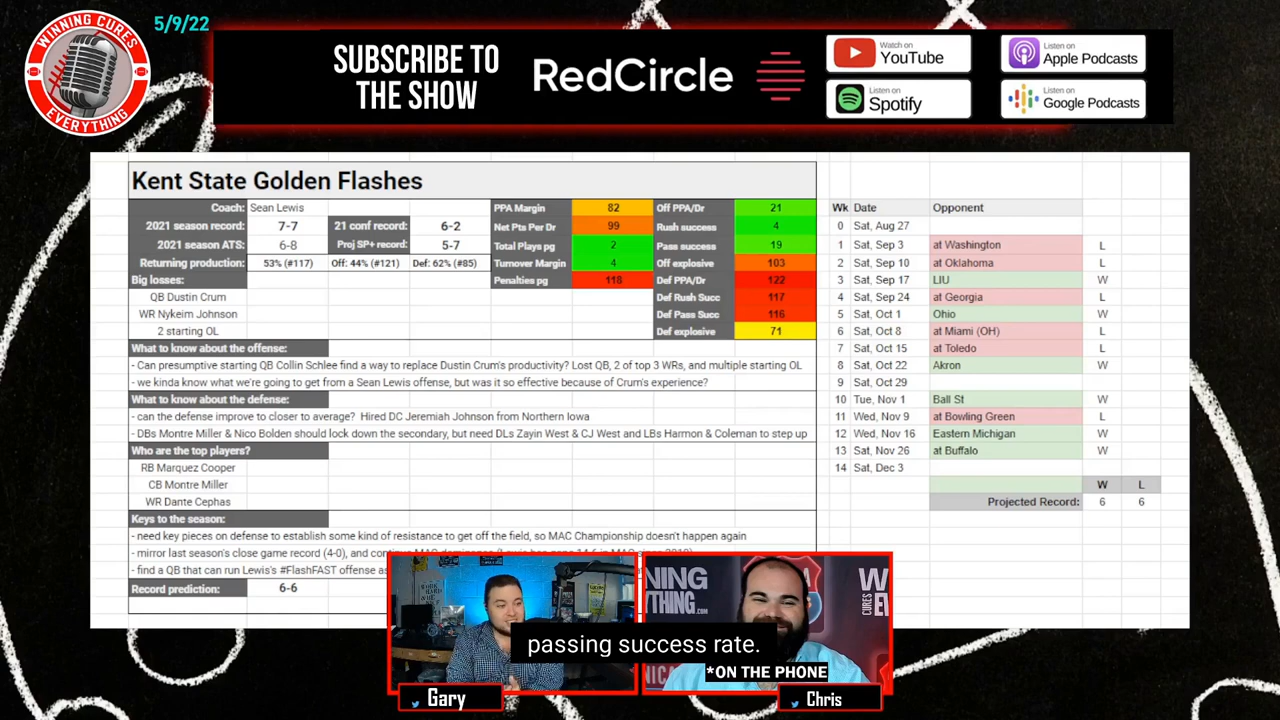 5/9/22
WINNING CURES
EVERYTHING
SUBSCRIBE TO
THE SHOW
RedCircle
Watch on
YouTube
Listen on
Apple Podcasts
Listen on
Spotify
Listen on
Google Podcasts
Kent State Golden Flashes
Coach: Sean Lewis
2021 season record: 7-7 21 conf record: 6-2
2021 season ATS: 6-8 Proj SP+ record: 5-7
Returning production: 53% (#117) Off: 44% (#121) Def: 62% (#85)
Big losses:
QB Dustin Crum
WR Nykeim Johnson
2 starting OL
PPA Margin 82 Off PPA/Dr 21
Net Pts Per Dr 99 Rush success 4
Total Plays pg 2 Pass success 19
Turnover Margin 4 Off explosive 103
Penalties pg 118 Def PPA/Dr 122
Def Rush Succ 117
Def Pass Succ 116
Def explosive 71
What to know about the offense:
- Can presumptive starting QB Collin Schlee find a way to replace Dustin Crum's productivity? Lost QB, 2 of top 3 WRs, and multiple starting OL
- we kinda know what we're going to get from a Sean Lewis offense, but was it so effective because of Crum's experience?
What to know about the defense:
- can the defense improve to closer to average? Hired DC Jeremiah Johnson from Northern Iowa
- DBs Montre Miller & Nico Bolden should lock down the secondary, but need DLs Zayin West & CJ West and LBs Harmon & Coleman to step up
Who are the top players?
RB Marquez Cooper
CB Montre Miller
WR Dante Cephas
Keys to the season:
- need key pieces on defense to establish some kind of resistance to get off the field, so MAC Championship doesn't happen again
- mirror last season's close game record (4-0), and continue MAC dominance
- find a QB that can run Lewis's #FlashFAST offense as
Record prediction: 6-6
Wk Date Opponent
0 Sat, Aug 27
1 Sat, Sep 3 at Washington L
2 Sat, Sep 10 at Oklahoma L
3 Sat, Sep 17 LIU W
4 Sat, Sep 24 at Georgia L
5 Sat, Oct 1 Ohio W
6 Sat, Oct 8 at Miami (OH) L
7 Sat, Oct 15 at Toledo L
8 Sat, Oct 22 Akron W
9 Sat, Oct 29
10 Tue, Nov 1 Ball St W
11 Wed, Nov 9 at Bowling Green L
12 Wed, Nov 16 Eastern Michigan W
13 Sat, Nov 26 at Buffalo W
14 Sat, Dec 3
W L
Projected Record: 6 6
passing success rate.
*ON THE PHONE
Gary
Chris